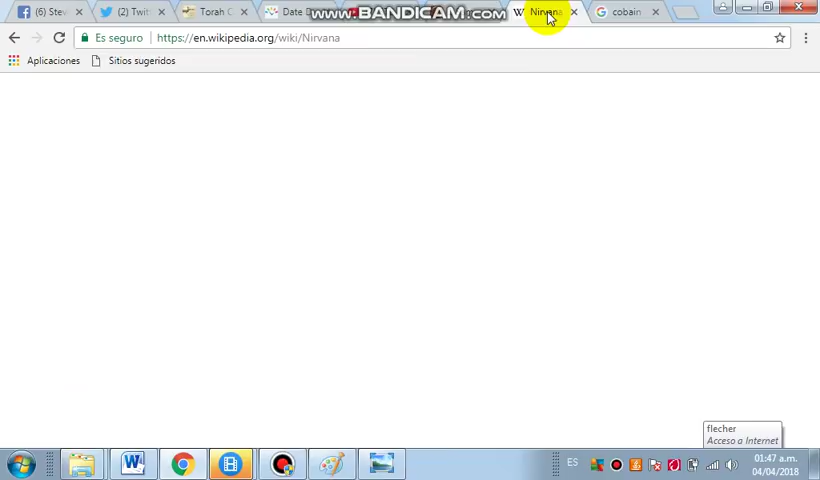 (6) Stev
(2) Twit
Torah C
Date D
www.BANDICAM.com
Nirvana
cobain
Es seguro
https://en.wikipedia.org/wiki/Nirvana
Aplicaciones
Sitios sugeridos
flecher
Acceso a Internet
ES
01:47 a.m.
04/04/2018